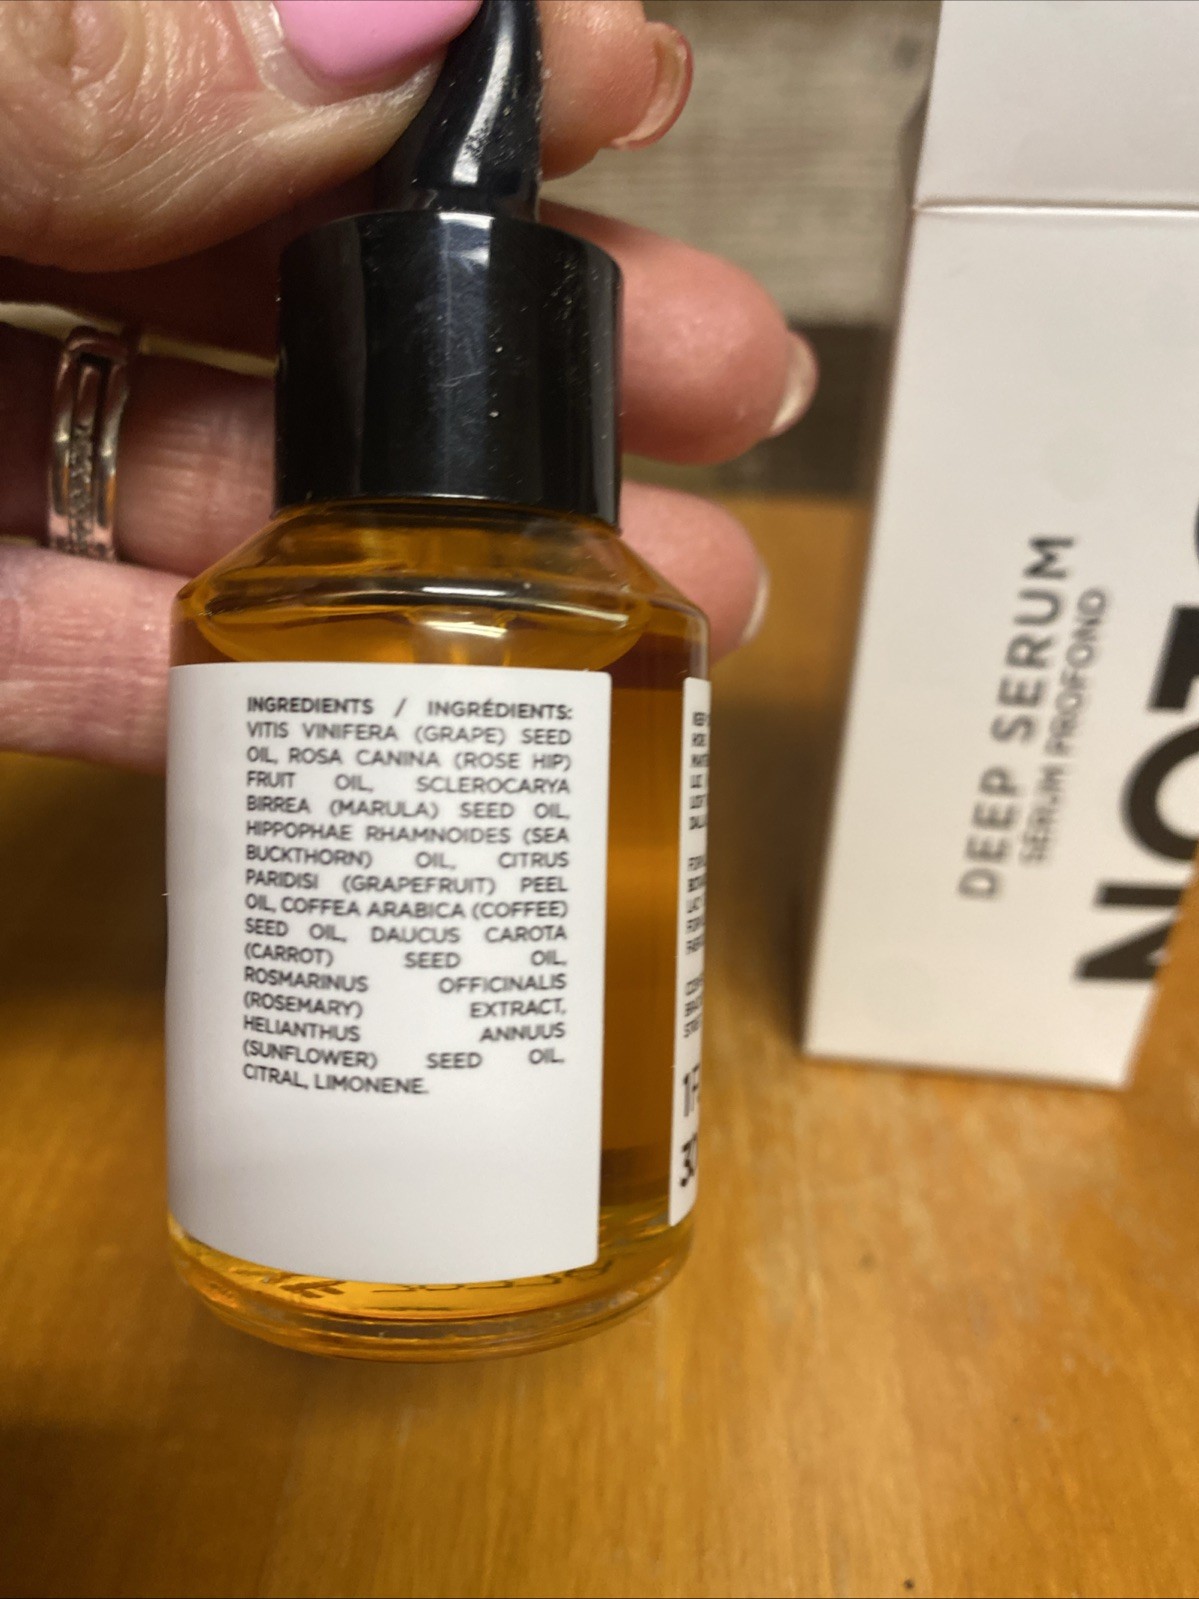 INGREDIENTS / INGRÉDIENTS:
VITIS VINIFERA (GRAPE) SEED
OIL, ROSA CANINA (ROSE HIP)
FRUIT OIL, SCLEROCARYA
BIRREA (MARULA) SEED OIL,
HIPPOPHAE RHAMNOIDES (SEA
BUCKTHORN) OIL, CITRUS
PARIDISI (GRAPEFRUIT) PEEL
OIL, COFFEA ARABICA (COFFEE)
SEED OIL, DAUCUS CAROTA
(CARROT) SEED OIL,
ROSMARINUS OFFICINALIS
(ROSEMARY) EXTRACT,
HELIANTHUS ANNUUS
(SUNFLOWER) SEED OIL,
CITRAL, LIMONENE.
DEEP SERUM
SÉRUM PROFOND